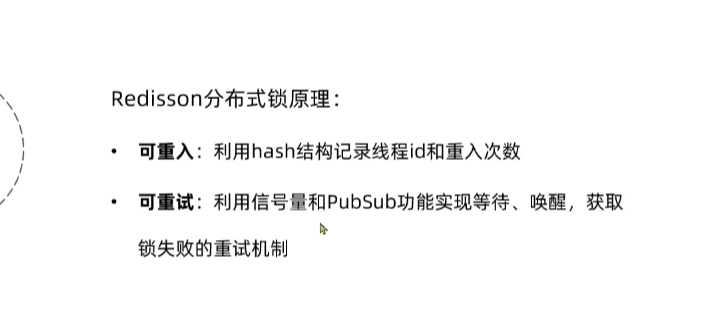 Redisson分布式锁原理：
• 可重入：利用hash结构记录线程id和重入次数
• 可重试：利用信号量和PubSub功能实现等待、唤醒，获取
锁失败的重试机制